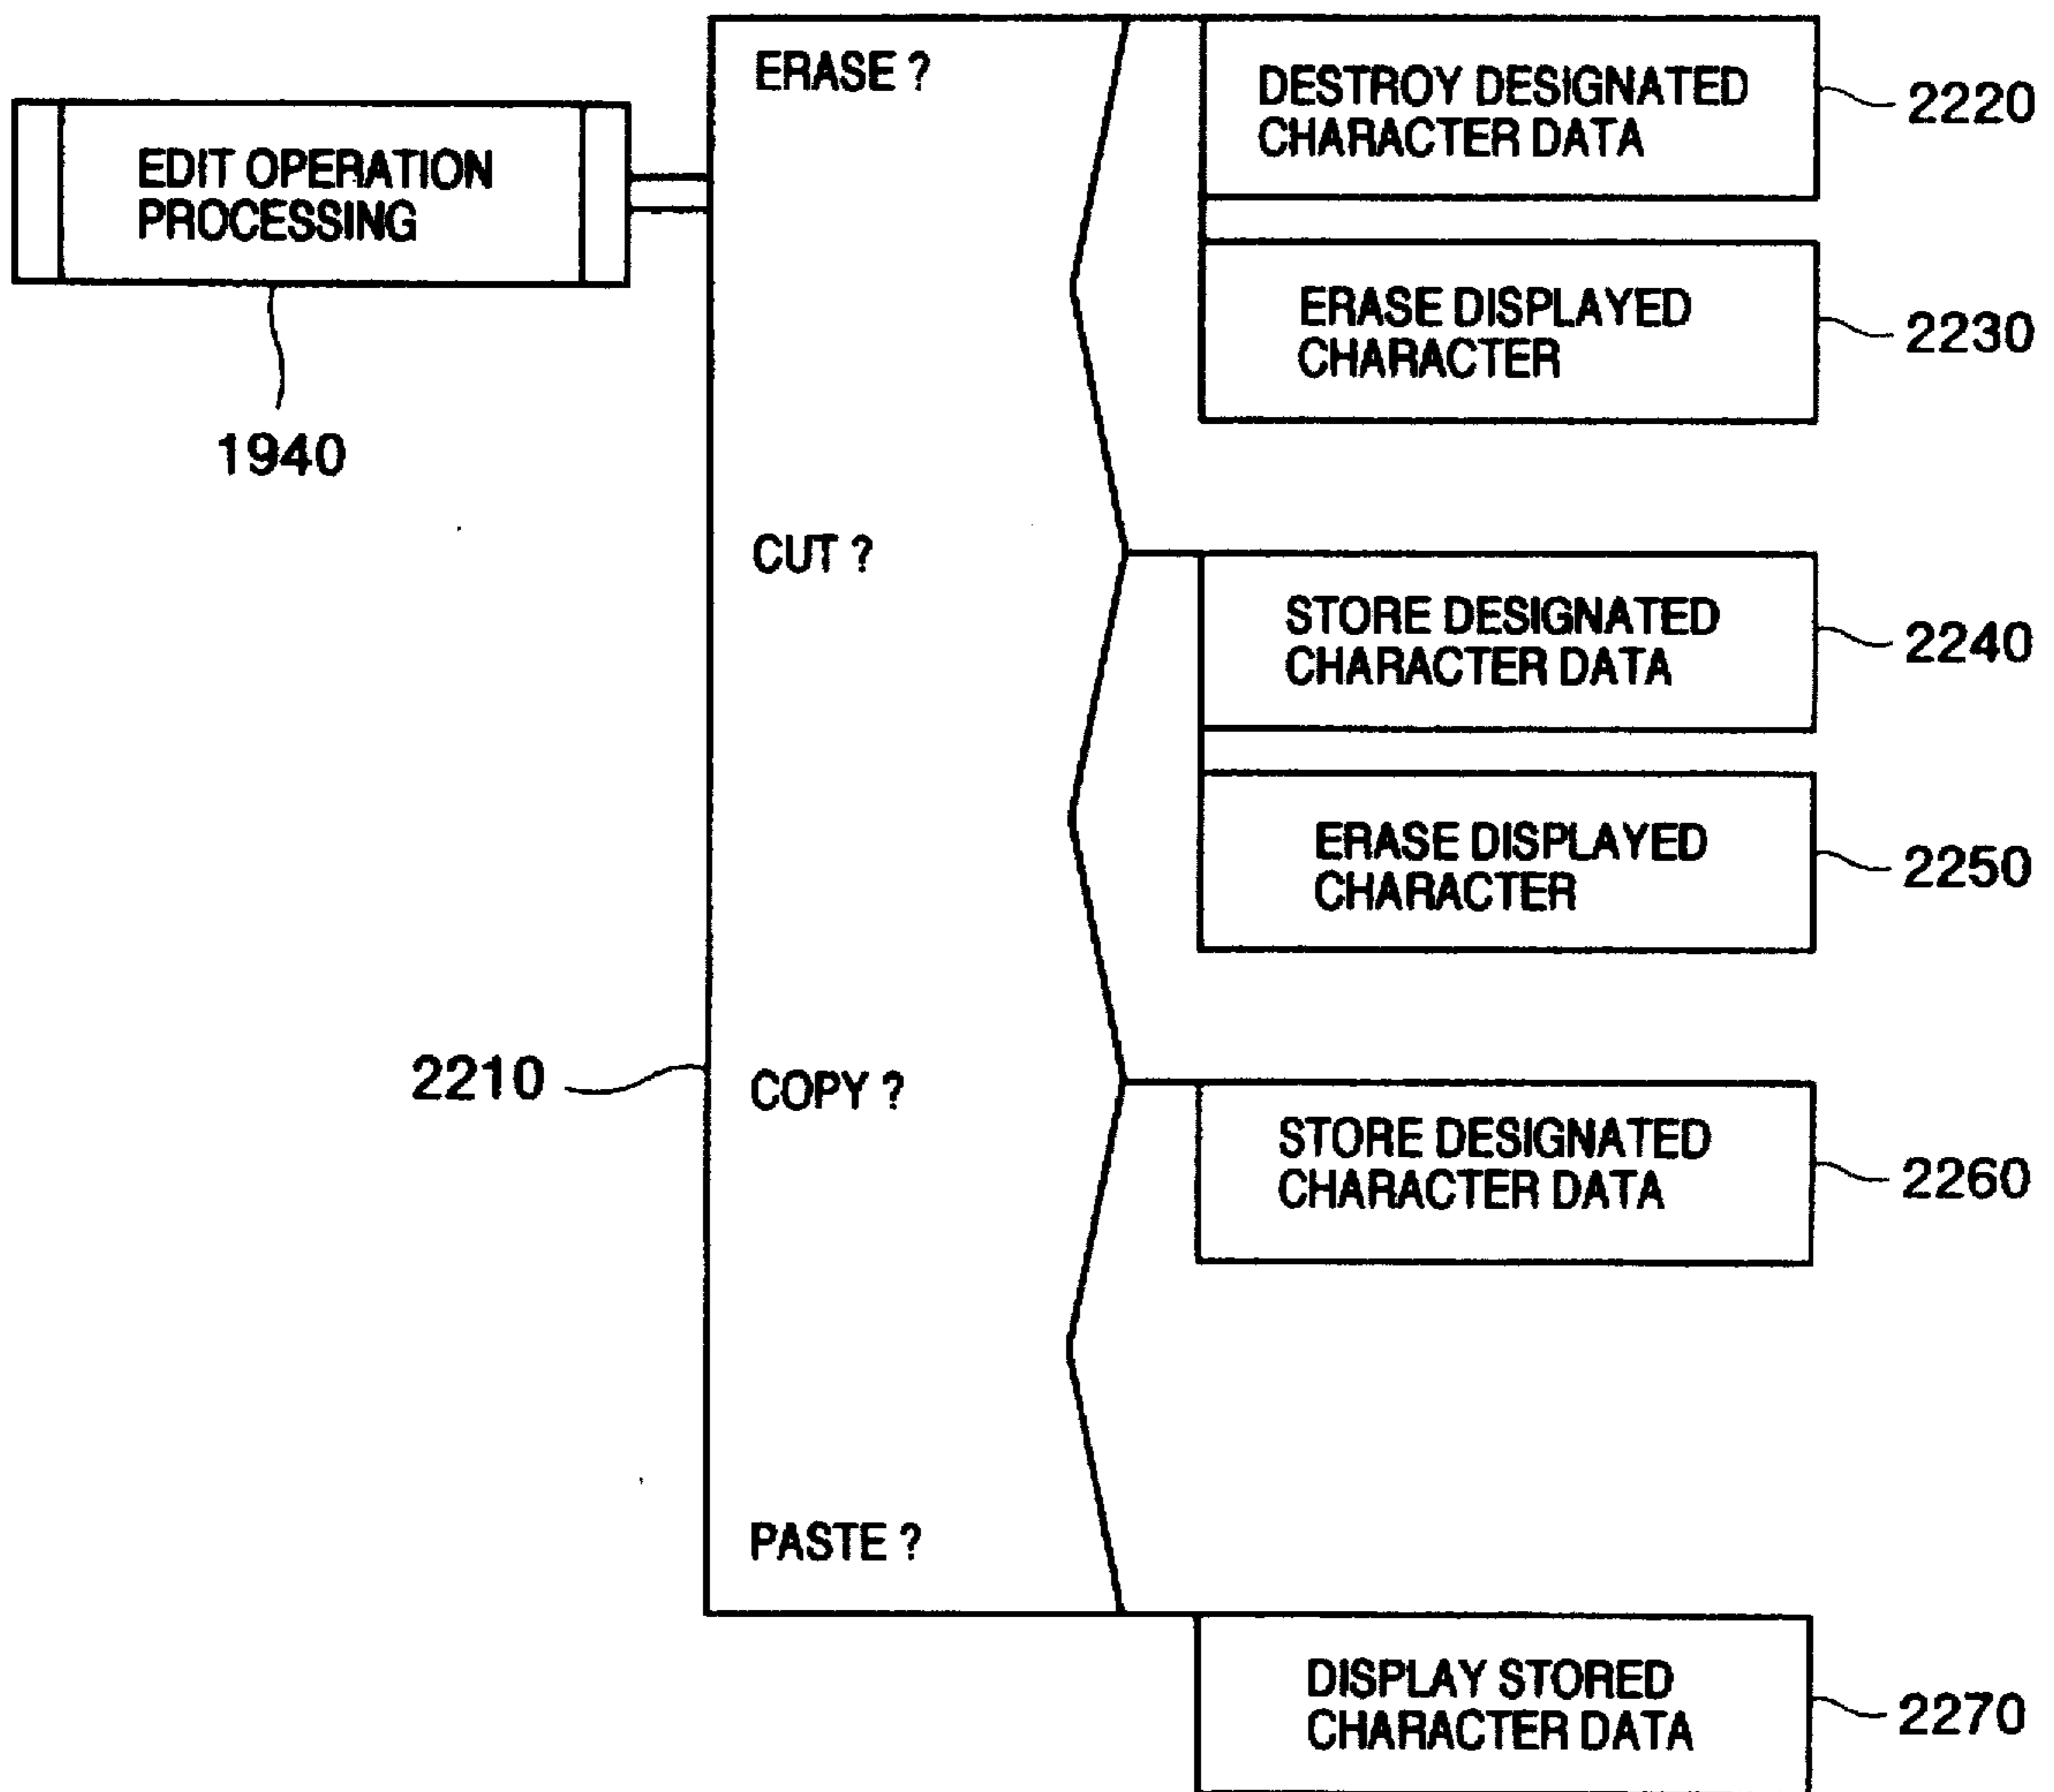 ERASE ?
DESTROY DESIGNATED
CHARACTER DATA
2220
EDIT OPERATION
PROCESSING
1940
ERASE DISPLAYED
CHARACTER
2230
CUT ?
STORE DESIGNATED
CHARACTER DATA
2240
ERASE DISPLAYED
CHARACTER
2250
2210
COPY ?
STORE DESIGNATED
CHARACTER DATA
2260
PASTE ?
DISPLAY STORED
CHARACTER DATA
2270